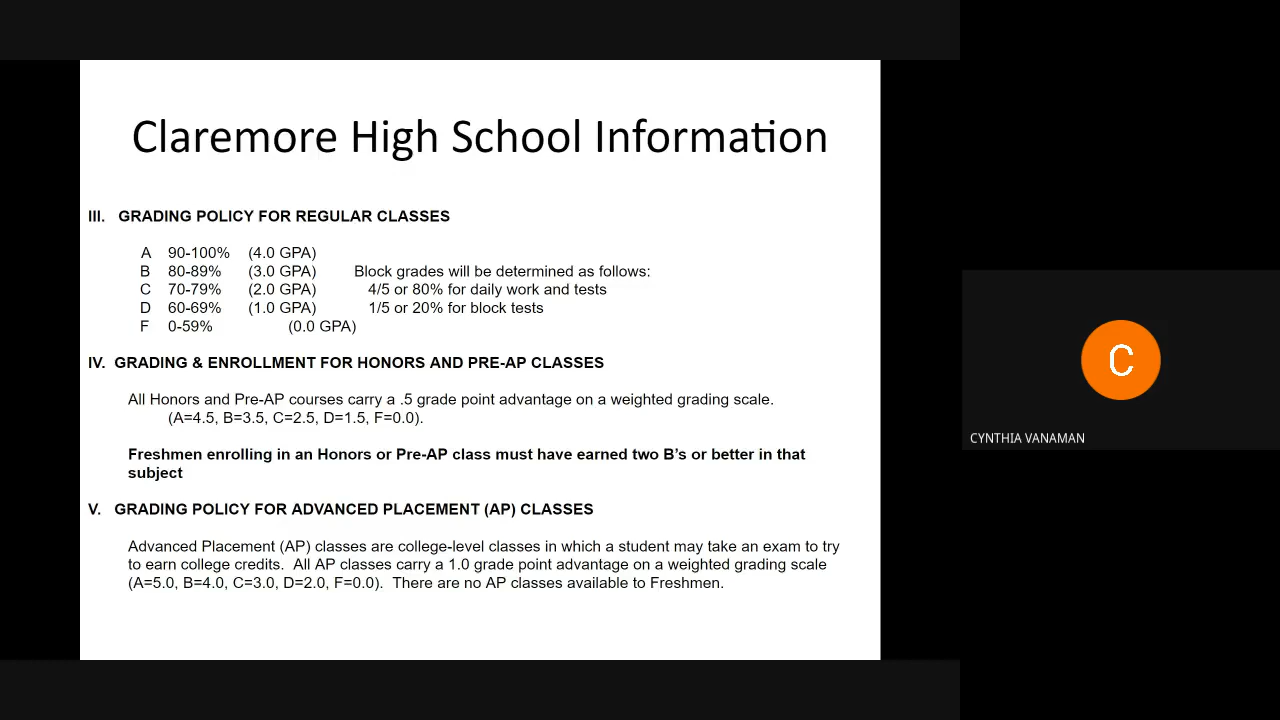 Claremore High School Information
III. GRADING POLICY FOR REGULAR CLASSES
A 90-100% (4.0 GPA)
B 80-89% (3.0 GPA) Block grades will be determined as follows:
C 70-79% (2.0 GPA) 4/5 or 80% for daily work and tests
D 60-69% (1.0 GPA) 1/5 or 20% for block tests
F 0-59% (0.0 GPA)
IV. GRADING & ENROLLMENT FOR HONORS AND PRE-AP CLASSES
All Honors and Pre-AP courses carry a .5 grade point advantage on a weighted grading scale.
(A=4.5, B=3.5, C=2.5, D=1.5, F=0.0).
Freshmen enrolling in an Honors or Pre-AP class must have earned two B's or better in that
subject
V. GRADING POLICY FOR ADVANCED PLACEMENT (AP) CLASSES
Advanced Placement (AP) classes are college-level classes in which a student may take an exam to try
to earn college credits. All AP classes carry a 1.0 grade point advantage on a weighted grading scale
(A=5.0, B=4.0, C=3.0, D=2.0, F=0.0). There are no AP classes available to Freshmen.
C
CYNTHIA VANAMAN